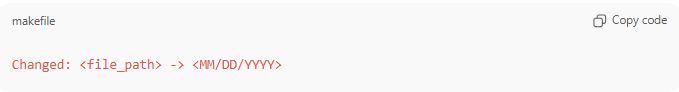 makefile
Copy code
Changed: <file_path> -> <MM/DD/YYYY>